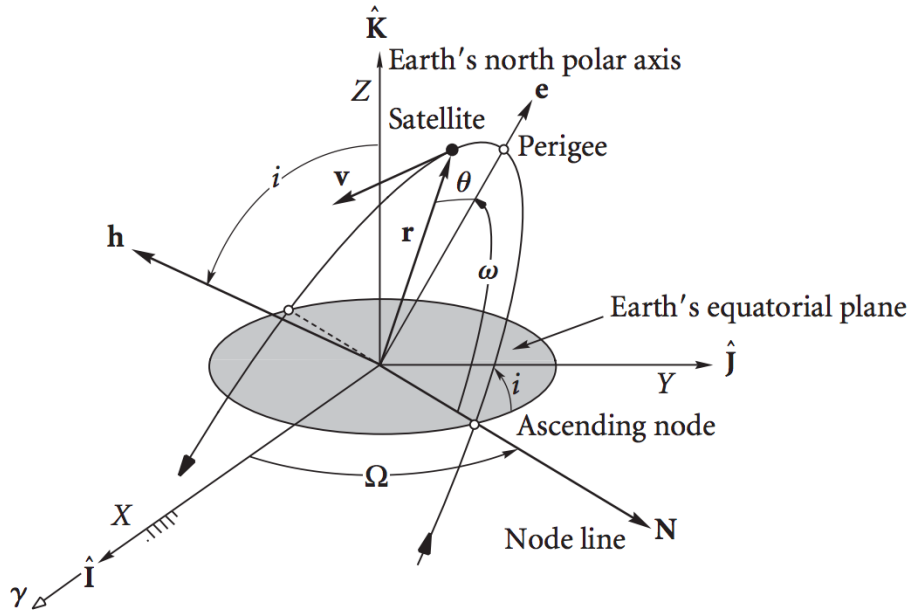 K̂
Earth's north polar axis
Z
e
Satellite
Perigee
i
v
θ
h
r
ω
Earth's equatorial plane
Ĵ
Y
i
Ascending node
Ω
X
N
Node line
Î
γ